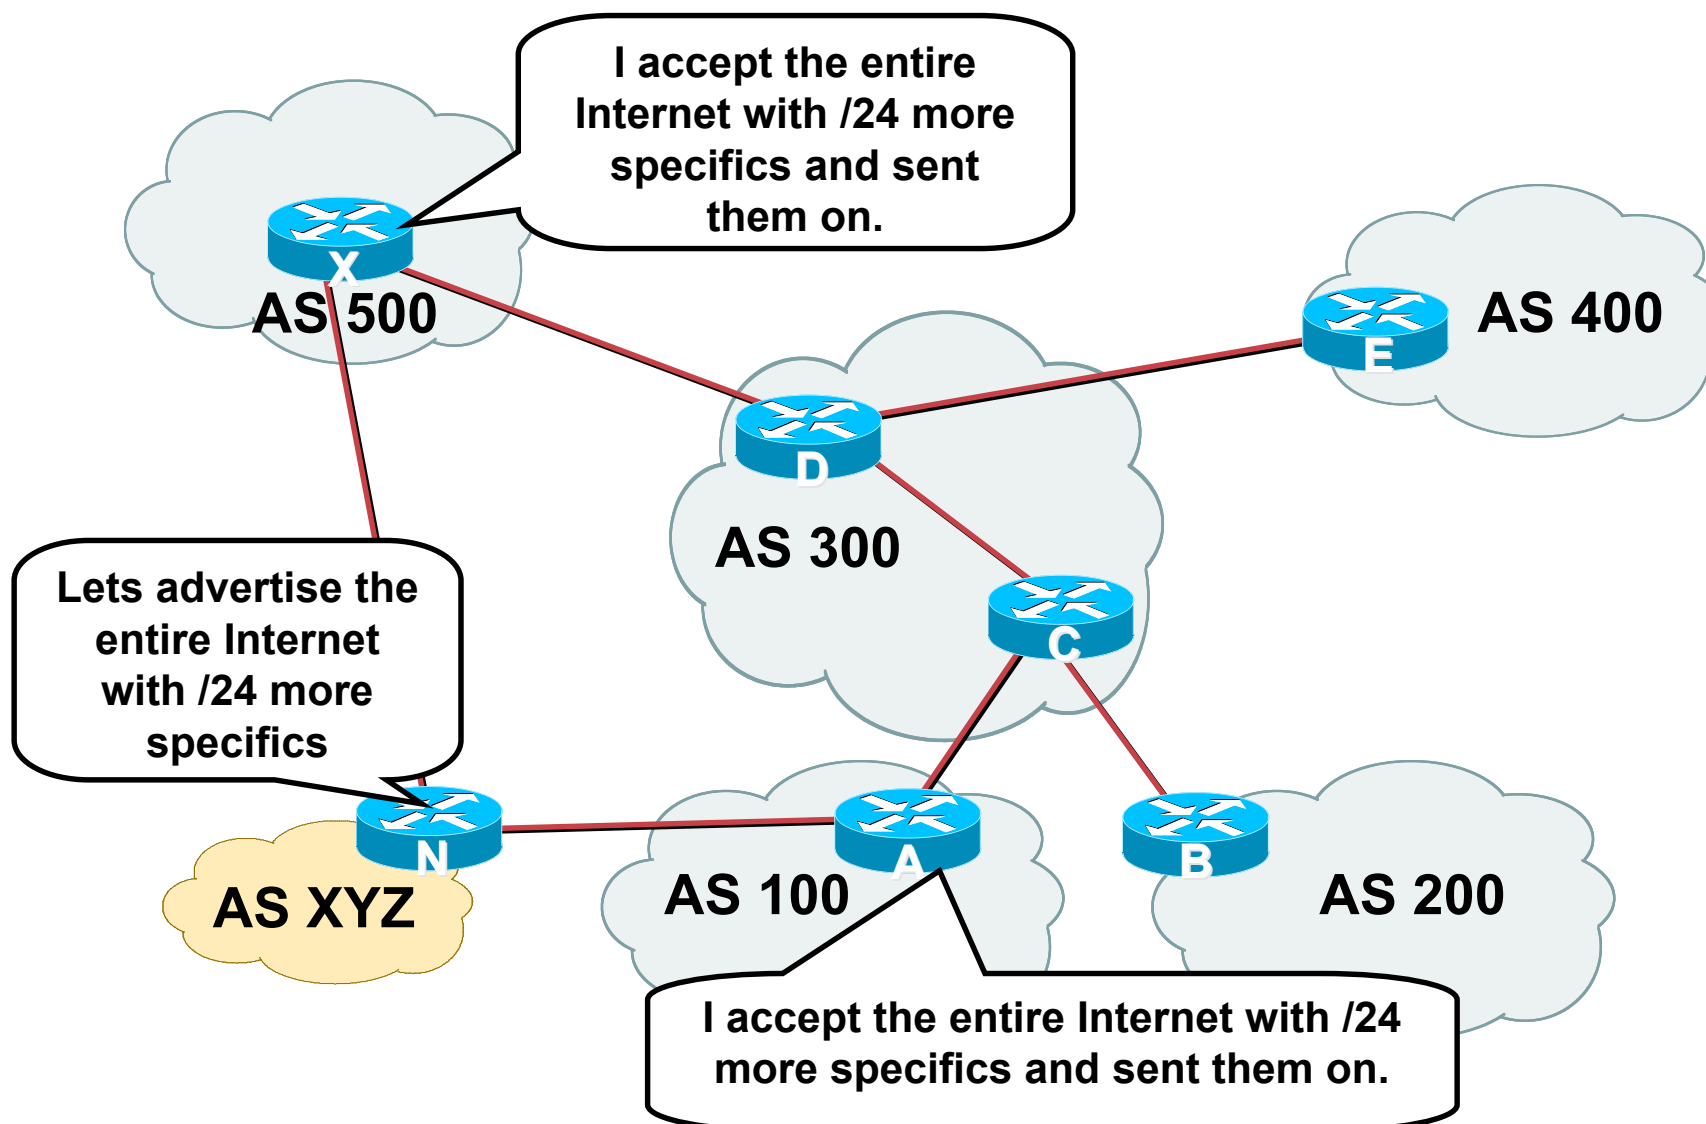 I accept the entire
Internet with /24 more
specifics and sent
them on.
X
AS 500
AS 400
E
D
AS 300
Lets advertise the
entire Internet
with /24 more
specifics
C
N
A
B
AS XYZ
AS 100
AS 200
I accept the entire Internet with /24
more specifics and sent them on.